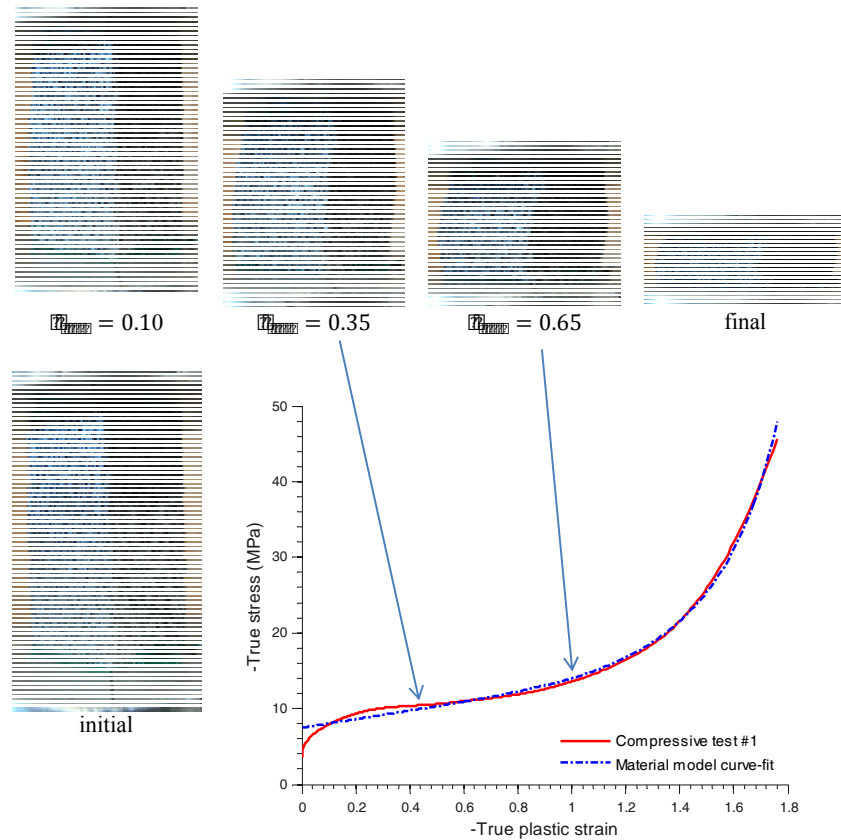 = 0.10
= 0.35
= 0.65
final
initial
50
40
30
20
10
0
-True stress (MPa)
Compressive test #1
Material model curve-fit
0 0.2 0.4 0.6 0.8 1 1.2 1.4 1.6 1.8
-True plastic strain